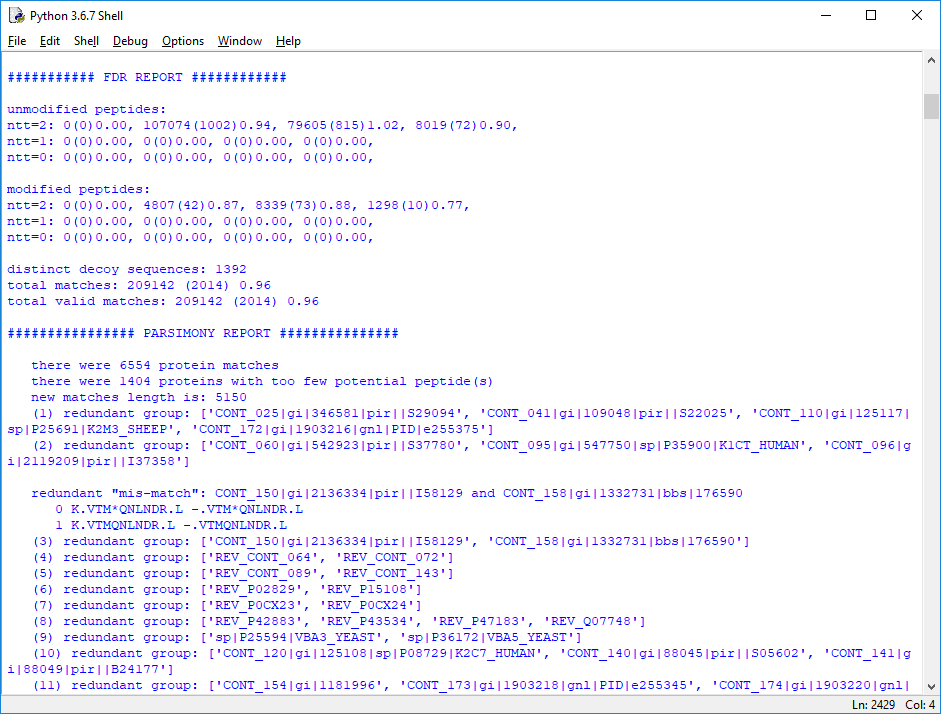 Python 3.6.7 Shell
File Edit Shell Debug Options Window Help
########### FDR REPORT ############
unmodified peptides:
ntt=2: 0(0)0.00, 107074(1002)0.94, 79605(815)1.02, 8019(72)0.90,
ntt=1: 0(0)0.00, 0(0)0.00, 0(0)0.00, 0(0)0.00,
ntt=0: 0(0)0.00, 0(0)0.00, 0(0)0.00, 0(0)0.00,
modified peptides:
ntt=2: 0(0)0.00, 4807(42)0.87, 8339(73)0.88, 1298(10)0.77,
ntt=1: 0(0)0.00, 0(0)0.00, 0(0)0.00, 0(0)0.00,
ntt=0: 0(0)0.00, 0(0)0.00, 0(0)0.00, 0(0)0.00,
distinct decoy sequences: 1392
total matches: 209142 (2014) 0.96
total valid matches: 209142 (2014) 0.96
################ PARSIMONY REPORT ###############
there were 6554 protein matches
there were 1404 proteins with too few potential peptide(s)
new matches length is: 5150
(1) redundant group: ['CONT_025|gi|346581|pir||S29094', 'CONT_041|gi|109048|pir||S22025', 'CONT_110|gi|125117|
sp|P25691|K2M3_SHEEP', 'CONT_172|gi|1903216|gnl|PID|e255375']
(2) redundant group: ['CONT_060|gi|542923|pir||S37780', 'CONT_095|gi|547750|sp|P35900|K1CT_HUMAN', 'CONT_096|g
i|2119209|pir||I37358']
redundant "mis-match": CONT_150|gi|2136334|pir||I58129 and CONT_158|gi|1332731|bbs|176590
0 K.VTM*QNLNDR.L -.VTM*QNLNDR.L
1 K.VTMQNLNDR.L -.VTMQNLNDR.L
(3) redundant group: ['CONT_150|gi|2136334|pir||I58129', 'CONT_158|gi|1332731|bbs|176590']
(4) redundant group: ['REV_CONT_064', 'REV_CONT_072']
(5) redundant group: ['REV_CONT_089', 'REV_CONT_143']
(6) redundant group: ['REV_P02829', 'REV_P15108']
(7) redundant group: ['REV_P0CX23', 'REV_P0CX24']
(8) redundant group: ['REV_P42883', 'REV_P43534', 'REV_P47183', 'REV_Q07748']
(9) redundant group: ['sp|P25594|VBA3_YEAST', 'sp|P36172|VBA5_YEAST']
(10) redundant group: ['CONT_120|gi|125108|sp|P08729|K2C7_HUMAN', 'CONT_140|gi|88045|pir||S05602', 'CONT_141|g
i|88049|pir||B24177']
(11) redundant group: ['CONT_154|gi|1181996', 'CONT_173|gi|1903218|gnl|PID|e255345', 'CONT_174|gi|1903220|gnl|
Ln: 2429 Col: 4